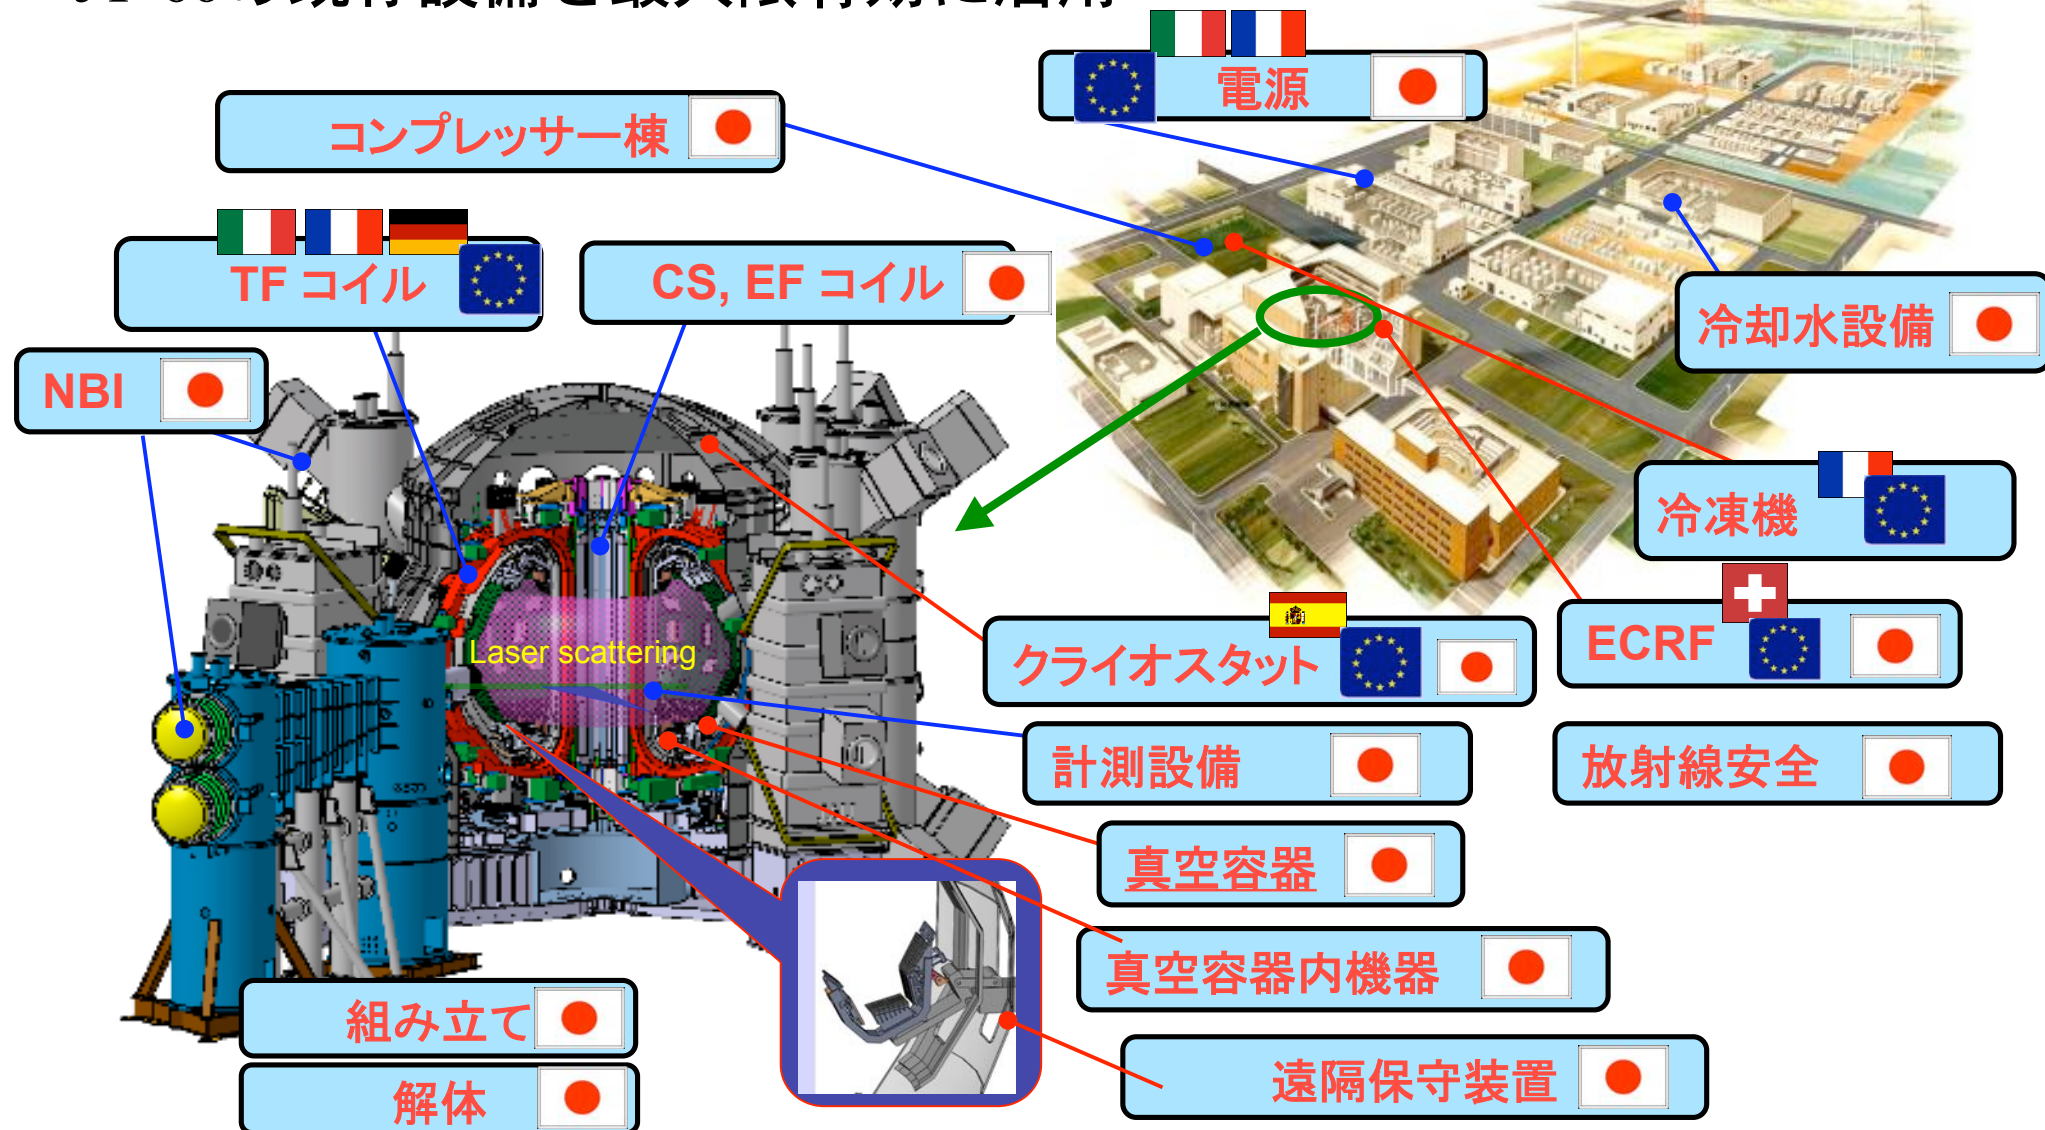 電源
コンプレッサー棟
TF コイル
CS, EF コイル
冷却水設備
NBI
冷凍機
Laser scattering
クライオスタット
ECRF
計測設備
放射線安全
真空容器
真空容器内機器
組み立て
遠隔保守装置
解体